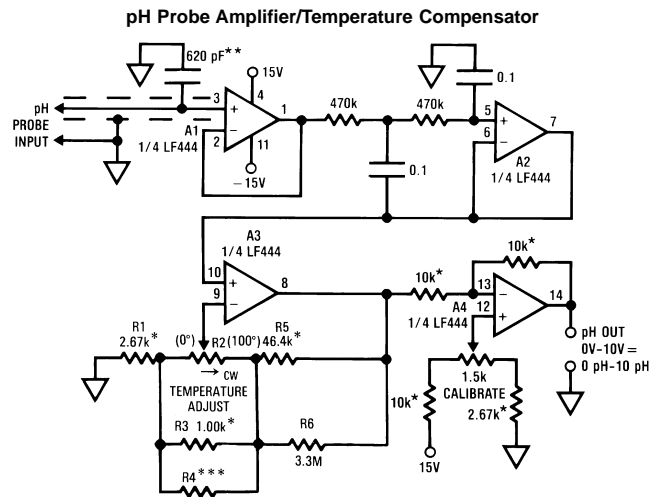 pH Probe Amplifier/Temperature Compensator
620 pF**
15V
4
3
+
1
pH
PROBE
INPUT
A1
−
2
1/4 LF444
11
−15V
470k
470k
0.1
0.1
5
+
7
6
−
A2
1/4 LF444
A3
1/4 LF444
10
+
8
9
−
10k*
10k*
13
−
14
A4
12
+
1/4 LF444
pH OUT
0V–10V =
0 pH–10 pH
R1
2.67k*
(0°)
R2
(100°)
R5
46.4k*
→ CW
TEMPERATURE
ADJUST
R3 1.00k*
R4***
R6
3.3M
1.5k
CALIBRATE
10k*
2.67k*
15V